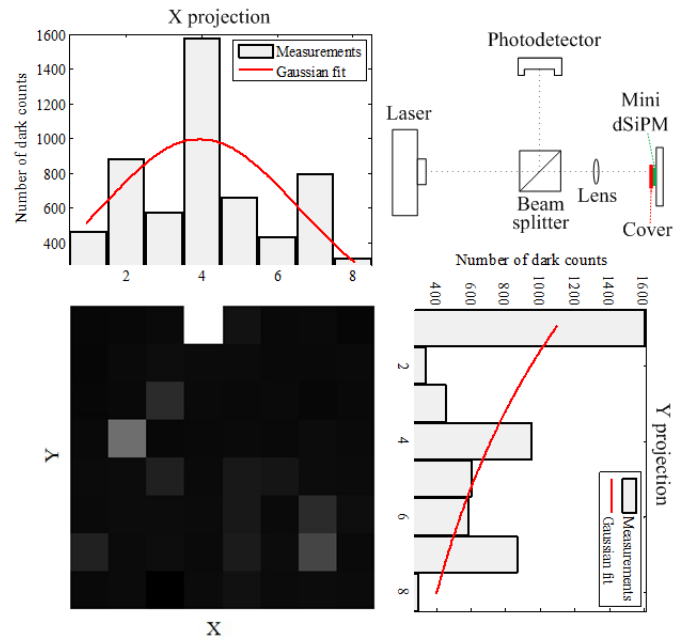 X projection
Number of dark counts
1600
1400
1200
1000
800
600
400
2
4
6
8
Measurements
Gaussian fit
Photodetector
Laser
Mini
dSiPM
Beam
splitter
Lens
Cover
Y
X
Number of dark counts
400
600
800
1000
1200
1400
1600
2
4
6
8
Y projection
Measurements
Gaussian fit